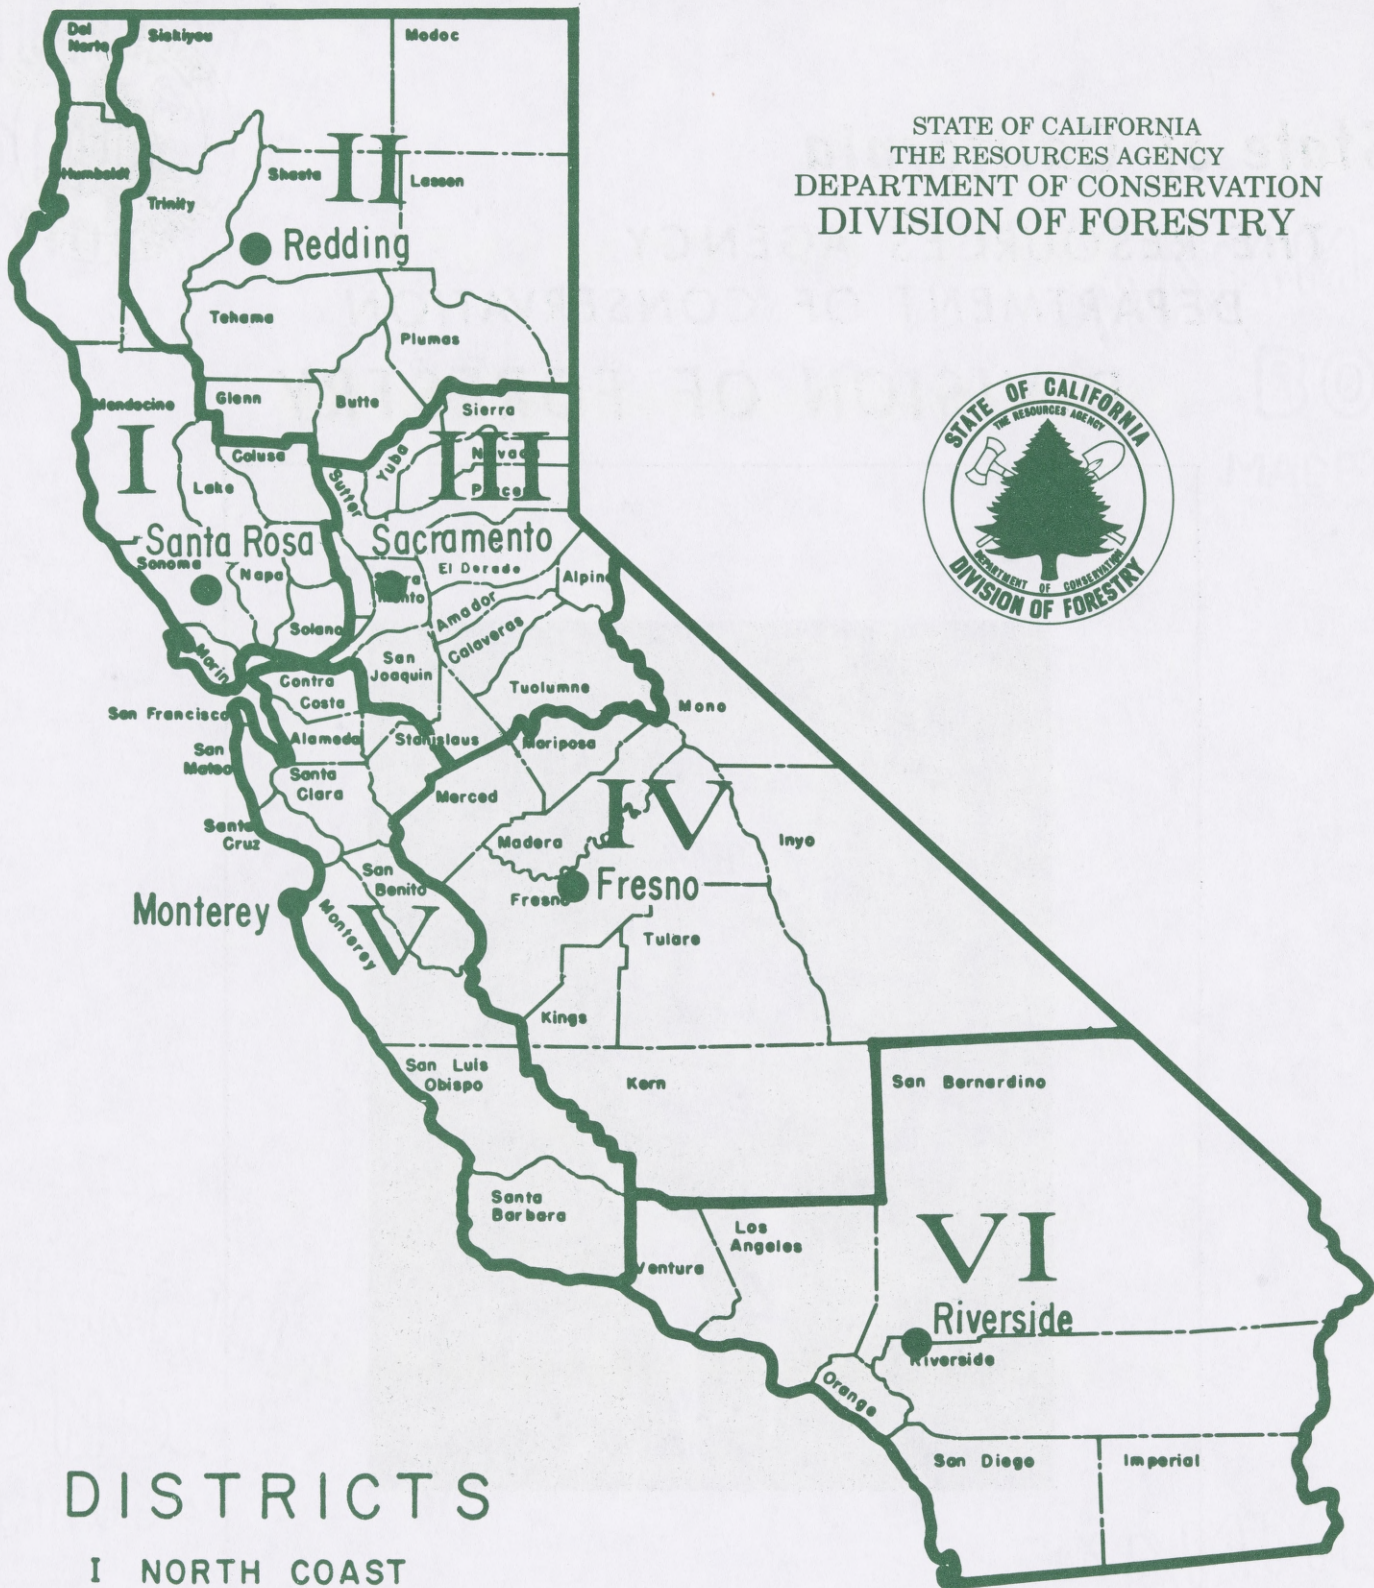 STATE OF CALIFORNIA
THE RESOURCES AGENCY
DEPARTMENT OF CONSERVATION
DIVISION OF FORESTRY
Del
Norte
Siskiyou
Modoc
II
Humboldt
Trinity
Shasta
Lassen
Redding
Tehama
Plumas
Mendocino
Glenn
Butte
Sierra
I
Colusa
Yuba
III
Nevada
Placer
Lake
Sutter
Santa Rosa
Sacramento
Sonoma
Napa
El Dorado
Alpine
Solano
Amador
Calaveras
Marin
San
Joaquin
Contra
Costa
Tuolumne
Mono
San Francisco
Alameda
Stanislaus
Mariposa
San
Mateo
Santa
Clara
Merced
IV
Santa
Cruz
Madera
Inyo
San
Benito
Fresno
Fresno
Monterey
Monterey
V
Tulare
Kings
San Luis
Obispo
Kern
San Bernardino
Santa
Barbara
Los
Angeles
VI
Ventura
Riverside
Riverside
Orange
San Diego
Imperial
STATE OF CALIFORNIA
THE RESOURCES AGENCY
DEPARTMENT OF CONSERVATION
DIVISION OF FORESTRY
DISTRICTS
I NORTH COAST